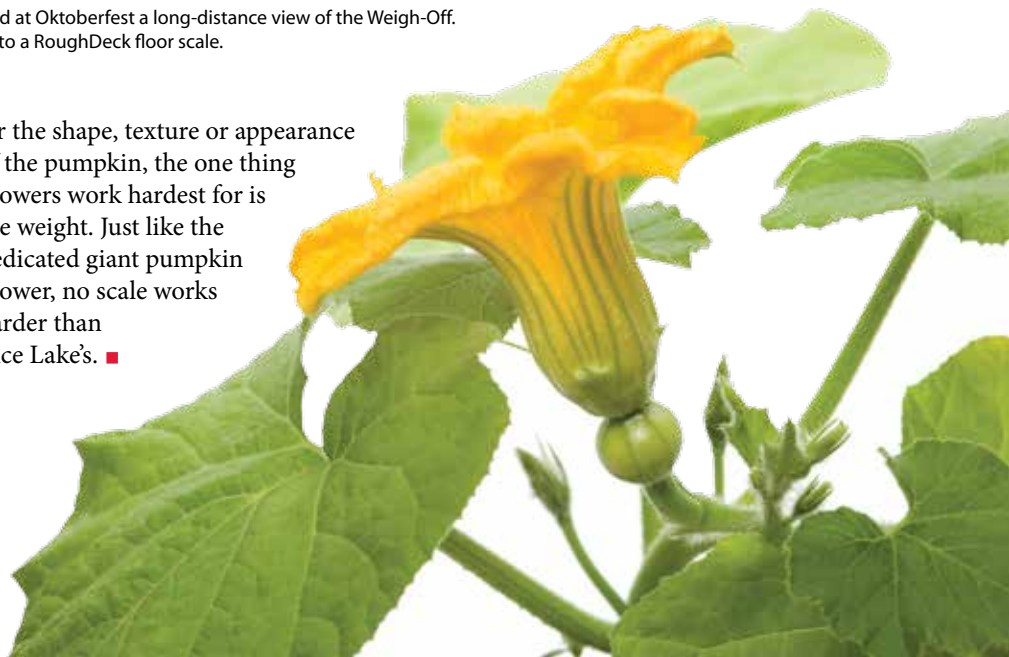 d at Oktoberfest a long-distance view of the Weigh-Off.
to a RoughDeck floor scale.
r the shape, texture or appearance
f the pumpkin, the one thing
owers work hardest for is
e weight. Just like the
edicated giant pumpkin
ower, no scale works
arder than
ce Lake's. ■